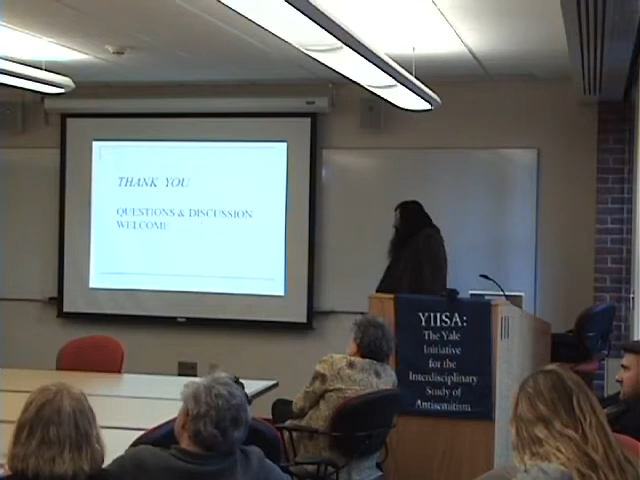 THANK YOU
QUESTIONS & DISCUSSION
WELCOME
YIISA:
The Yale
Initiative
for the
Interdisciplinary
Study of
Antisemitism